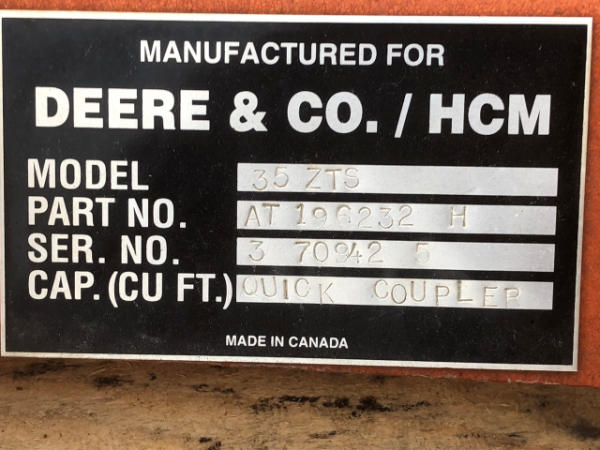 MANUFACTURED FOR
DEERE & CO. / HCM
MODEL 35 ZTS
PART NO. AT 196232 H
SER. NO. 3 70942 5
CAP. (CU FT.) QUICK COUPLER
MADE IN CANADA